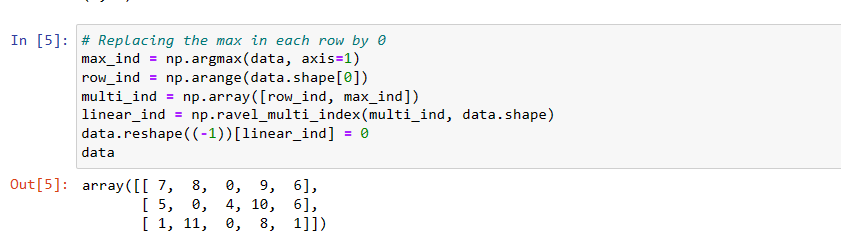 In [5]: # Replacing the max in each row by 0
max_ind = np.argmax(data, axis=1)
row_ind = np.arange(data.shape[0])
multi_ind = np.array([row_ind, max_ind])
linear_ind = np.ravel_multi_index(multi_ind, data.shape)
data.reshape((-1))[linear_ind] = 0
data
Out[5]: array([[ 7,  8,  0,  9,  6],
       [ 5,  0,  4, 10,  6],
       [ 1, 11,  0,  8,  1]])